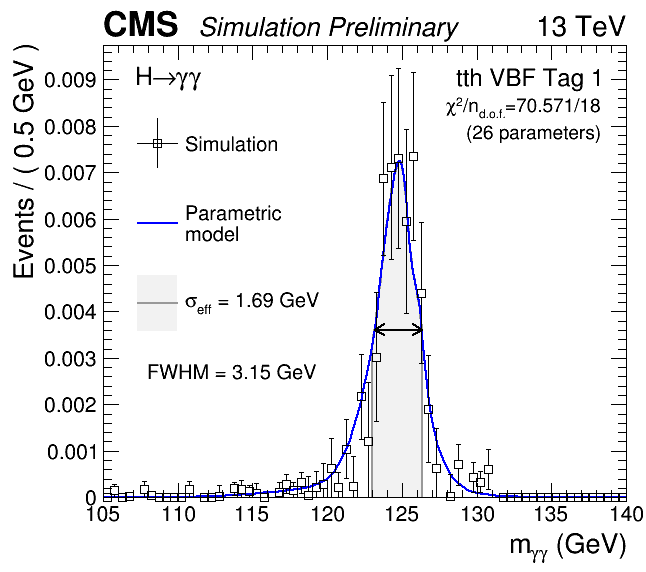 CMS Simulation Preliminary 13 TeV
Events / ( 0.5 GeV )
0.009
0.008
0.007
0.006
0.005
0.004
0.003
0.002
0.001
0
H→γγ
Simulation
Parametric
model
σeff = 1.69 GeV
FWHM = 3.15 GeV
tth VBF Tag 1
χ²/nd.o.f.=70.571/18
(26 parameters)
105 110 115 120 125 130 135 140
mγγ (GeV)